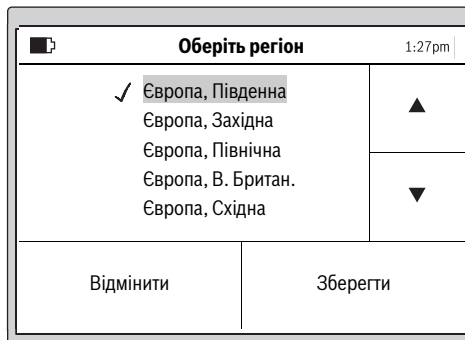 Оберіть регіон 1:27pm
Європа, Південна
Європа, Західна
Європа, Північна
Європа, В. Британ.
Європа, Східна
Відмінити Зберегти